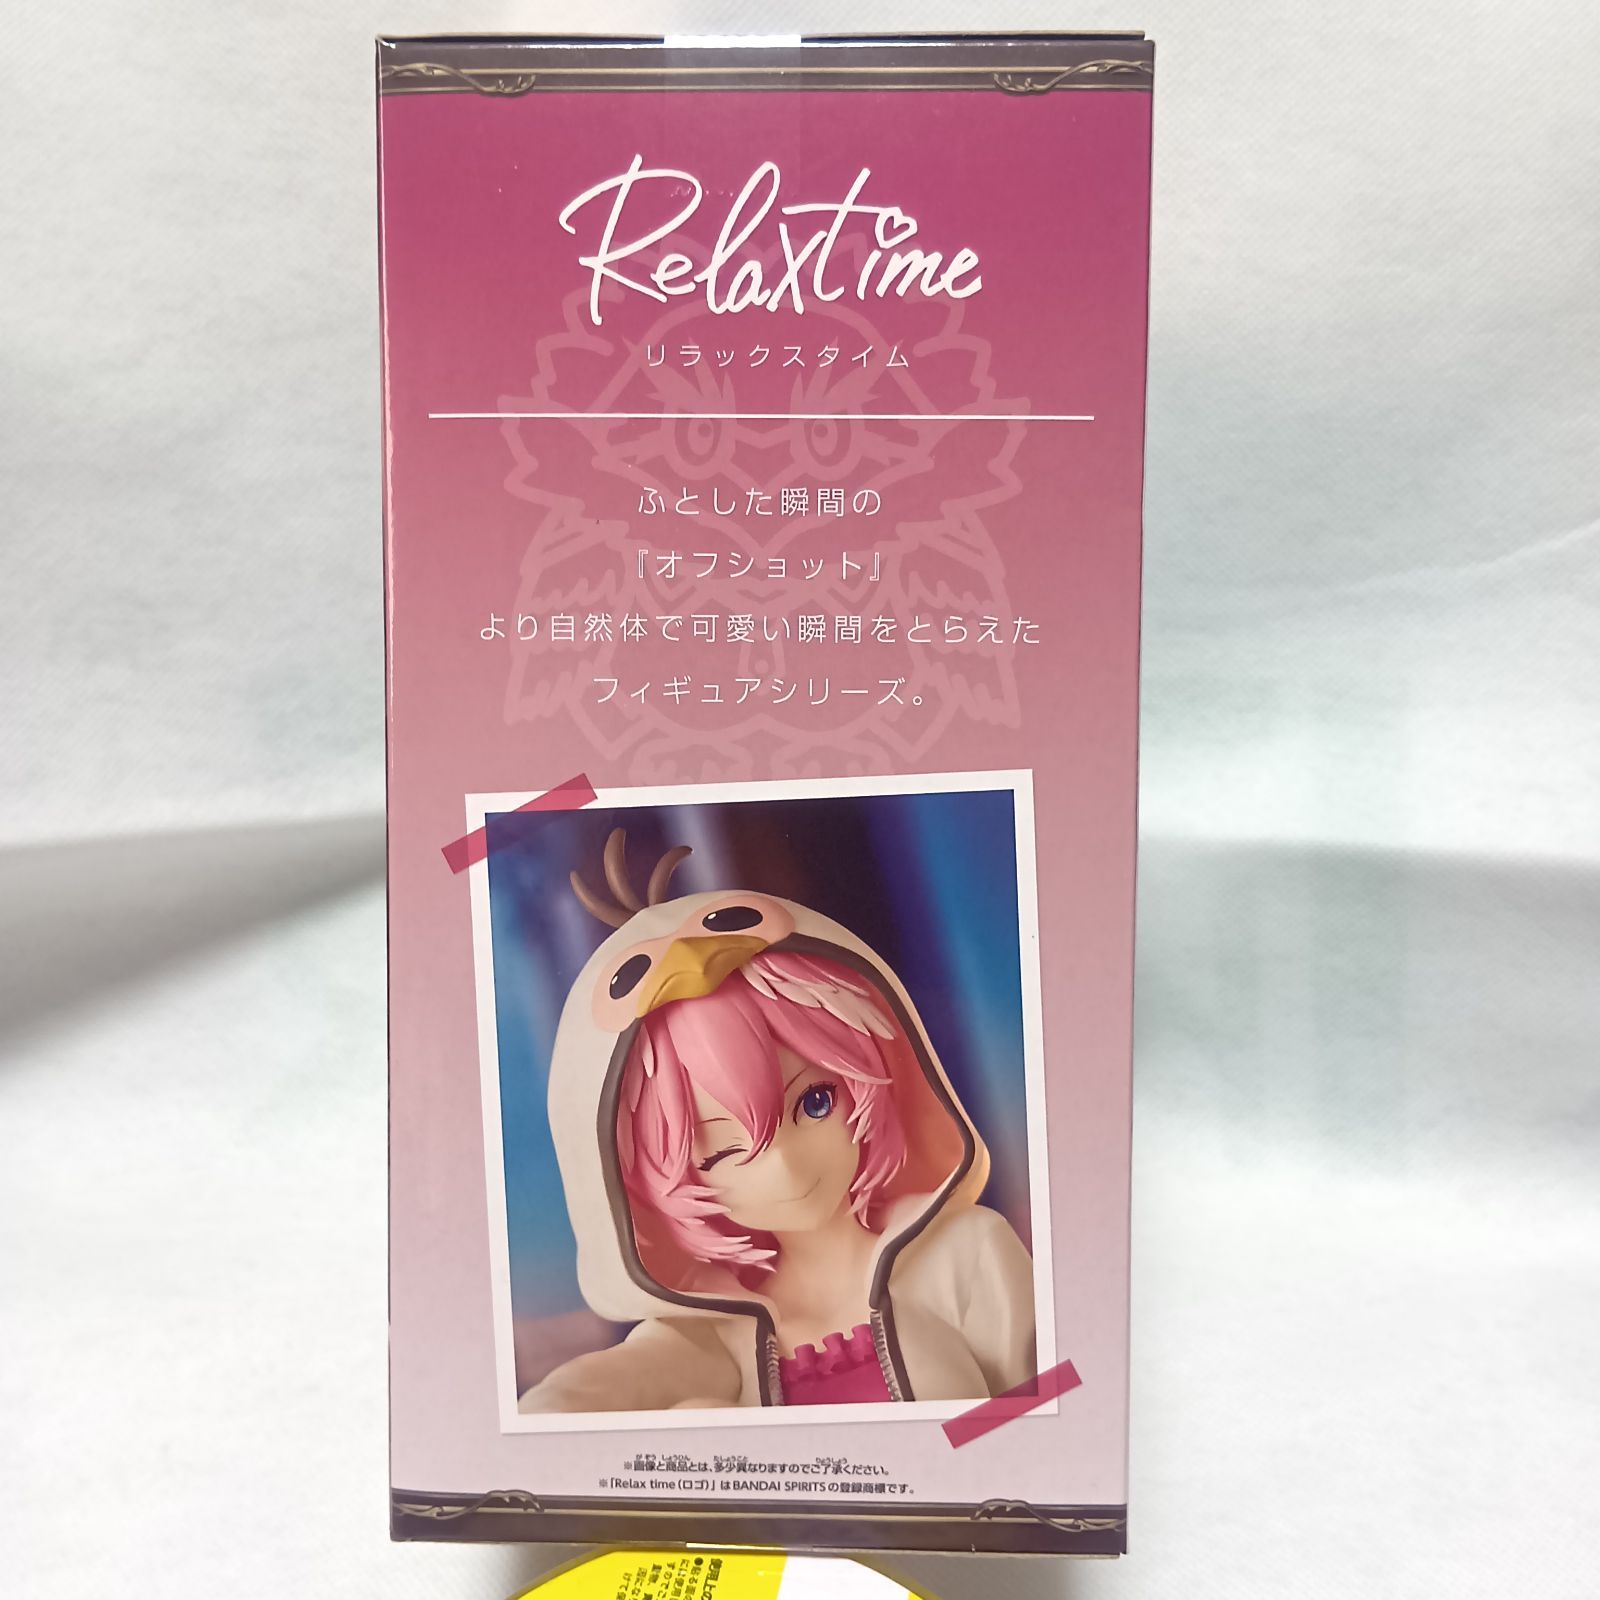 Relaxtime
リラックスタイム
ふとした瞬間の
『オフショット』
より自然体で可愛い瞬間をとらえた
フィギュアシリーズ。
※画像と商品とは、多少異なりますのでご了承ください。
※「Relax time（ロゴ）」はBANDAI SPIRITSの登録商標です。